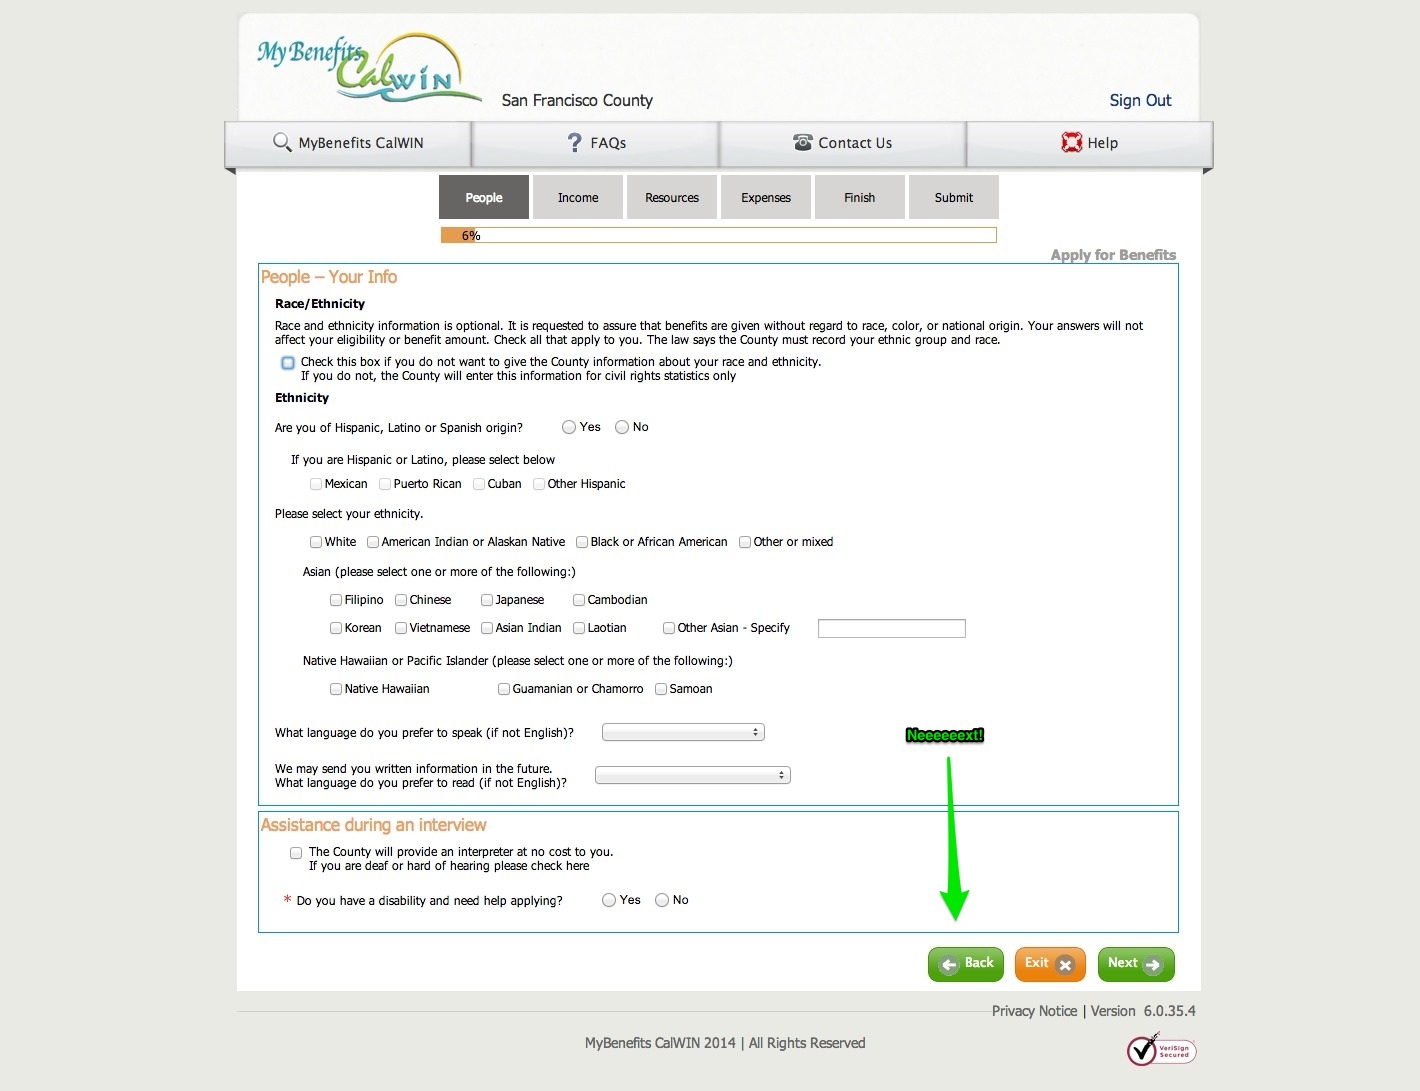 My Benefits
CalWIN
San Francisco County
Sign Out
MyBenefits CalWIN
? FAQs
Contact Us
Help
People
Income
Resources
Expenses
Finish
Submit
6%
Apply for Benefits
People – Your Info
Race/Ethnicity
Race and ethnicity information is optional. It is requested to assure that benefits are given without regard to race, color, or national origin. Your answers will not
affect your eligibility or benefit amount. Check all that apply to you. The law says the County must record your ethnic group and race.
Check this box if you do not want to give the County information about your race and ethnicity.
If you do not, the County will enter this information for civil rights statistics only
Ethnicity
Are you of Hispanic, Latino or Spanish origin? Yes No
If you are Hispanic or Latino, please select below
Mexican Puerto Rican Cuban Other Hispanic
Please select your ethnicity.
White American Indian or Alaskan Native Black or African American Other or mixed
Asian (please select one or more of the following:)
Filipino Chinese Japanese Cambodian
Korean Vietnamese Asian Indian Laotian Other Asian - Specify
Native Hawaiian or Pacific Islander (please select one or more of the following:)
Native Hawaiian Guamanian or Chamorro Samoan
What language do you prefer to speak (if not English)?
Neeeeeext!
We may send you written information in the future.
What language do you prefer to read (if not English)?
Assistance during an interview
The County will provide an interpreter at no cost to you.
If you are deaf or hard of hearing please check here
* Do you have a disability and need help applying? Yes No
Back
Exit
Next
Privacy Notice | Version 6.0.35.4
MyBenefits CalWIN 2014 | All Rights Reserved
VeriSign
Secured